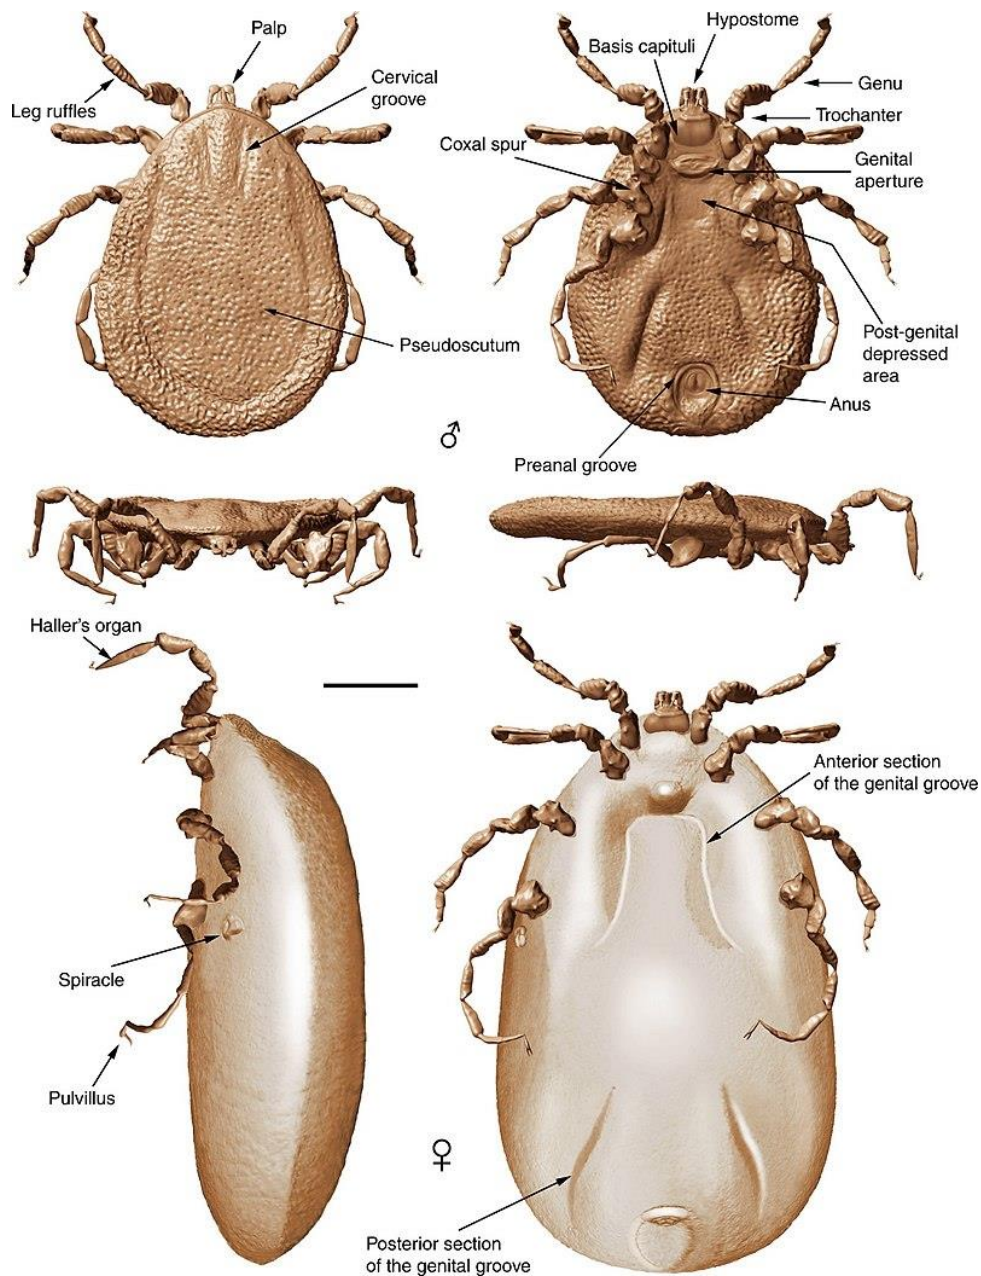 Palp
Cervical
groove
Leg ruffles
Pseudoscutum
Hypostome
Basis capituli
Genu
Trochanter
Coxal spur
Genital
aperture
Post-genital
depressed
area
Anus
Preanal groove
♂
Haller's organ
Spiracle
Pulvillus
♀
Anterior section
of the genital groove
Posterior section
of the genital groove